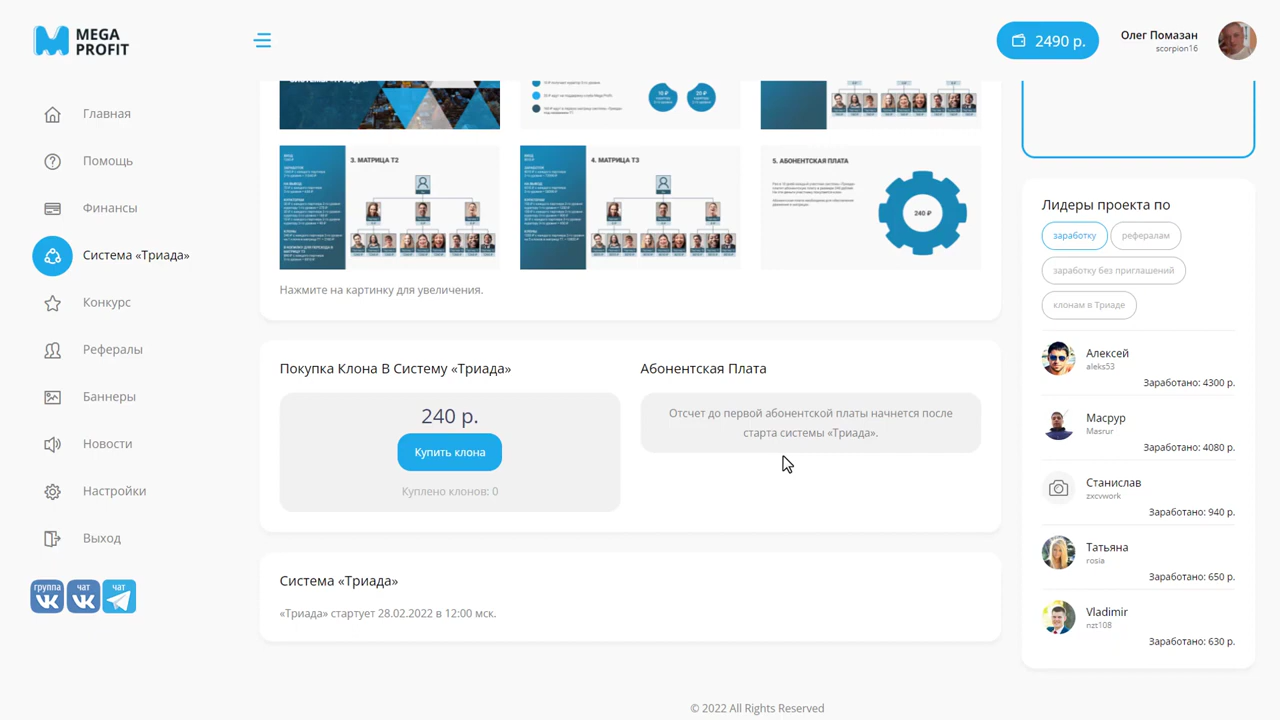 MEGA
PROFIT
2490 р.
Олег Помазан
scorpion16
Главная
Помощь
Финансы
Система «Триада»
Конкурс
Рефералы
Баннеры
Новости
Настройки
Выход
группа
чат
чат
3. МАТРИЦА Т2
4. МАТРИЦА Т3
5. АБОНЕНТСКАЯ ПЛАТА
240 ₽
Нажмите на картинку для увеличения.
Покупка Клона В Систему «Триада»
240 р.
Купить клона
Куплено клонов: 0
Абонентская Плата
Отсчет до первой абонентской платы начнется после
старта системы «Триада».
Система «Триада»
«Триада» стартует 28.02.2022 в 12:00 мск.
Лидеры проекта по
заработку
рефералам
заработку без приглашений
клонам в Триаде
Алексей
aleks53
Заработано: 4300 р.
Масрур
Masrur
Заработано: 4080 р.
Станислав
zxcvwork
Заработано: 940 р.
Татьяна
rosia
Заработано: 650 р.
Vladimir
nzt108
Заработано: 630 р.
© 2022 All Rights Reserved